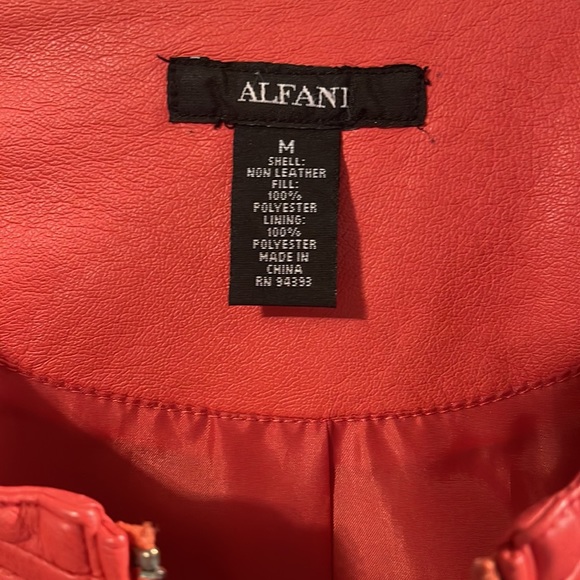 ALFANI
M
SHELL:
NON LEATHER
FILL:
100%
POLYESTER
LINING:
100%
POLYESTER
MADE IN
CHINA
RN 94393